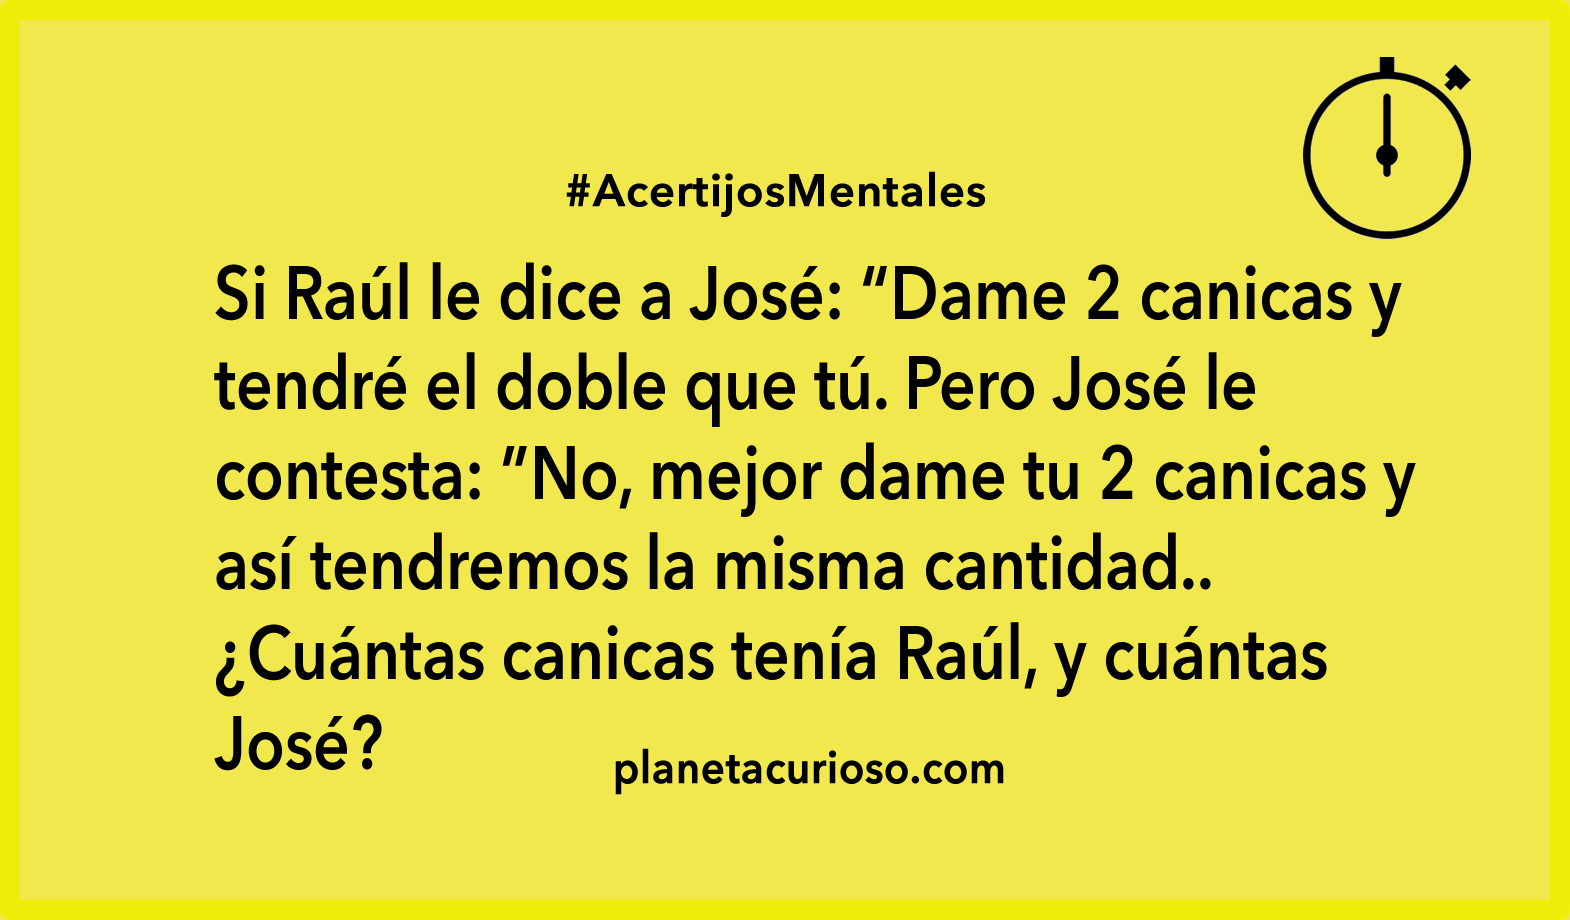 #AcertijosMentales
Si Raúl le dice a José: “Dame 2 canicas y
tendré el doble que tú. Pero José le
contesta: ”No, mejor dame tu 2 canicas y
así tendremos la misma cantidad..
¿Cuántas canicas tenía Raúl, y cuántas
José?
planetacurioso.com